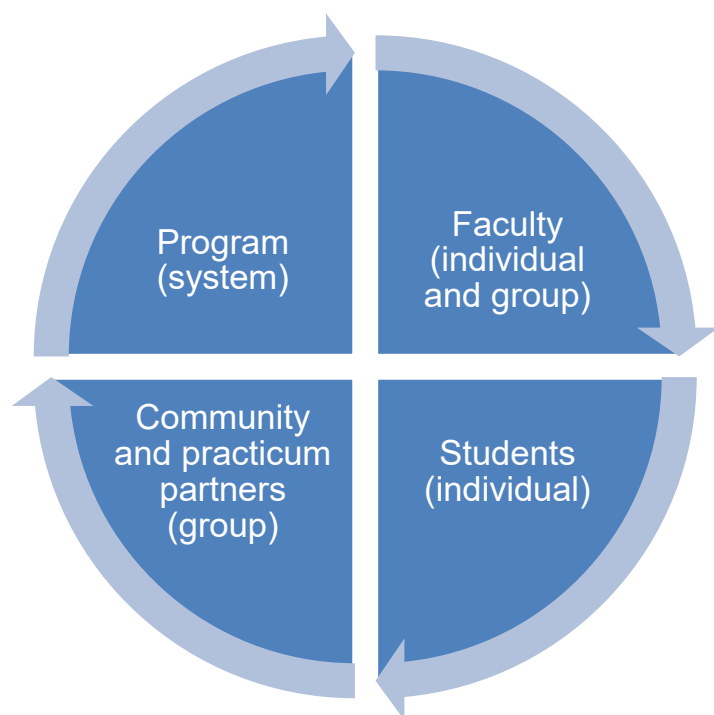 Program
(system)
Faculty
(individual
and group)
Community
and practicum
partners
(group)
Students
(individual)